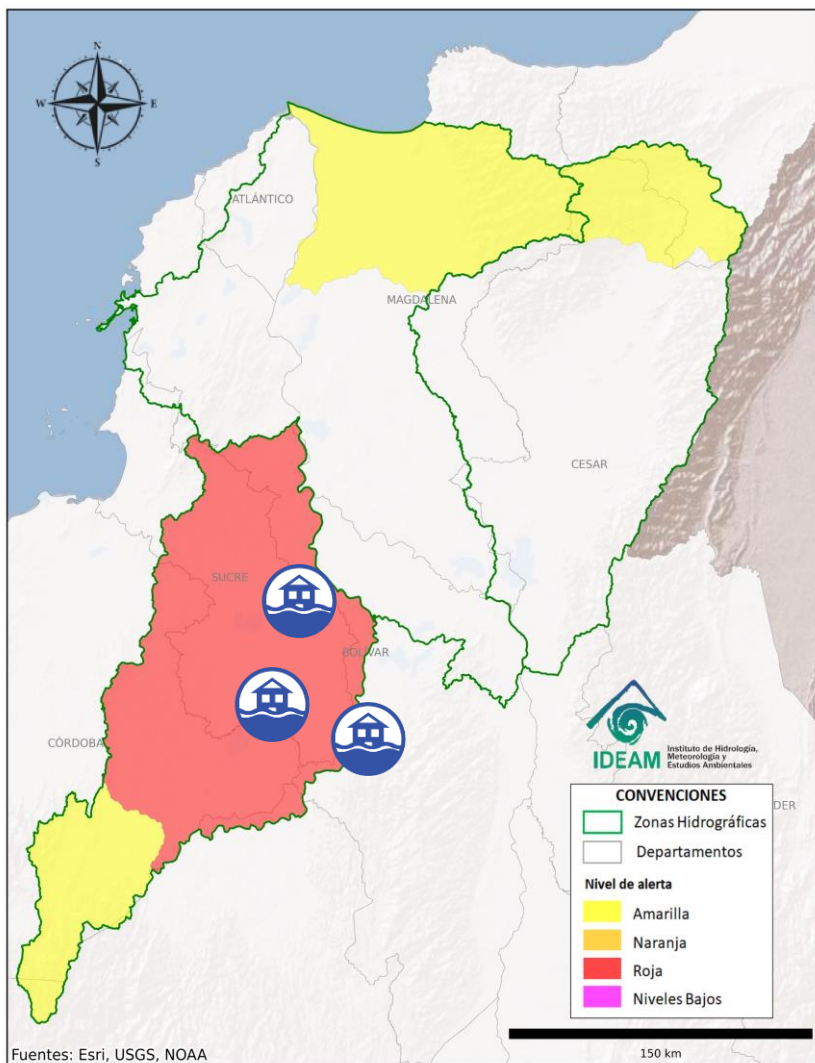 N
W
E
S
ATLÁNTICO
MAGDALENA
CESAR
SUCRE
BOLÍVAR
CÓRDOBA
IDEAM
Instituto de Hidrología,
Meteorología y
Estudios Ambientales
CONVENCIONES
Zonas Hidrográficas
Departamentos
DER
Nivel de alerta
Amarilla
Naranja
Roja
Niveles Bajos
150 km
Fuentes: Esri, USGS, NOAA